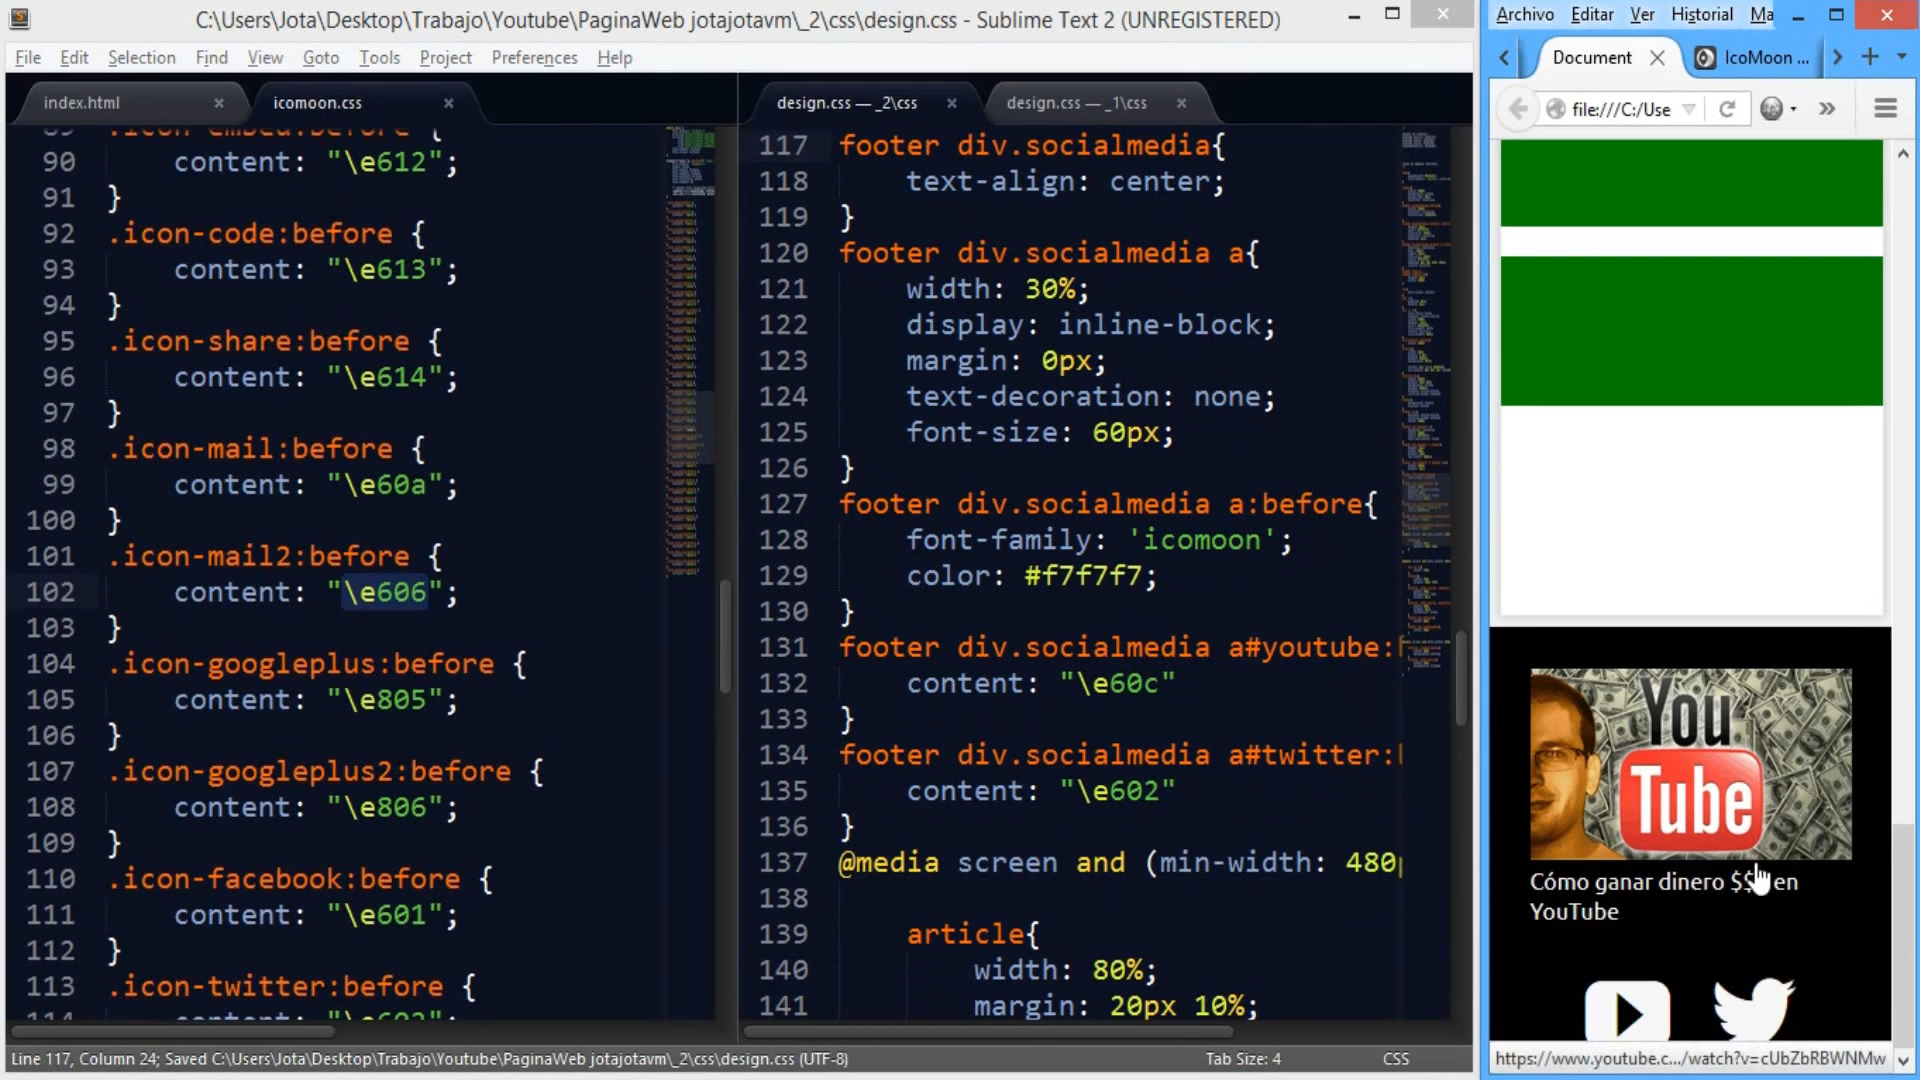 C:\Users\Jota\Desktop\Trabajo\Youtube\PaginaWeb jotajotavm\_2\css\design.css - Sublime Text 2 (UNREGISTERED)
File Edit Selection Find View Goto Tools Project Preferences Help
index.html × icomoon.css ×
90 content: "\e612";
91 }
92 .icon-code:before {
93 content: "\e613";
94 }
95 .icon-share:before {
96 content: "\e614";
97 }
98 .icon-mail:before {
99 content: "\e60a";
100 }
101 .icon-mail2:before {
102 content: "\e606";
103 }
104 .icon-googleplus:before {
105 content: "\e805";
106 }
107 .icon-googleplus2:before {
108 content: "\e806";
109 }
110 .icon-facebook:before {
111 content: "\e601";
112 }
113 .icon-twitter:before {
design.css — _2\css × design.css — _1\css ×
117 footer div.socialmedia{
118 text-align: center;
119 }
120 footer div.socialmedia a{
121 width: 30%;
122 display: inline-block;
123 margin: 0px;
124 text-decoration: none;
125 font-size: 60px;
126 }
127 footer div.socialmedia a:before{
128 font-family: 'icomoon';
129 color: #f7f7f7;
130 }
131 footer div.socialmedia a#youtube:
132 content: "\e60c"
133 }
134 footer div.socialmedia a#twitter:
135 content: "\e602"
136 }
137 @media screen and (min-width: 480
138
139 article{
140 width: 80%;
141 margin: 20px 10%;
Line 117, Column 24; Saved C:\Users\Jota\Desktop\Trabajo\Youtube\PaginaWeb jotajotavm\_2\css\design.css (UTF-8) Tab Size: 4 CSS
Archivo Editar Ver Historial Ma
Document IcoMoon ...
file:///C:/Use
You
Tube
Cómo ganar dinero en
YouTube
https://www.youtube.c.../watch?v=cUbZbRBWNMw